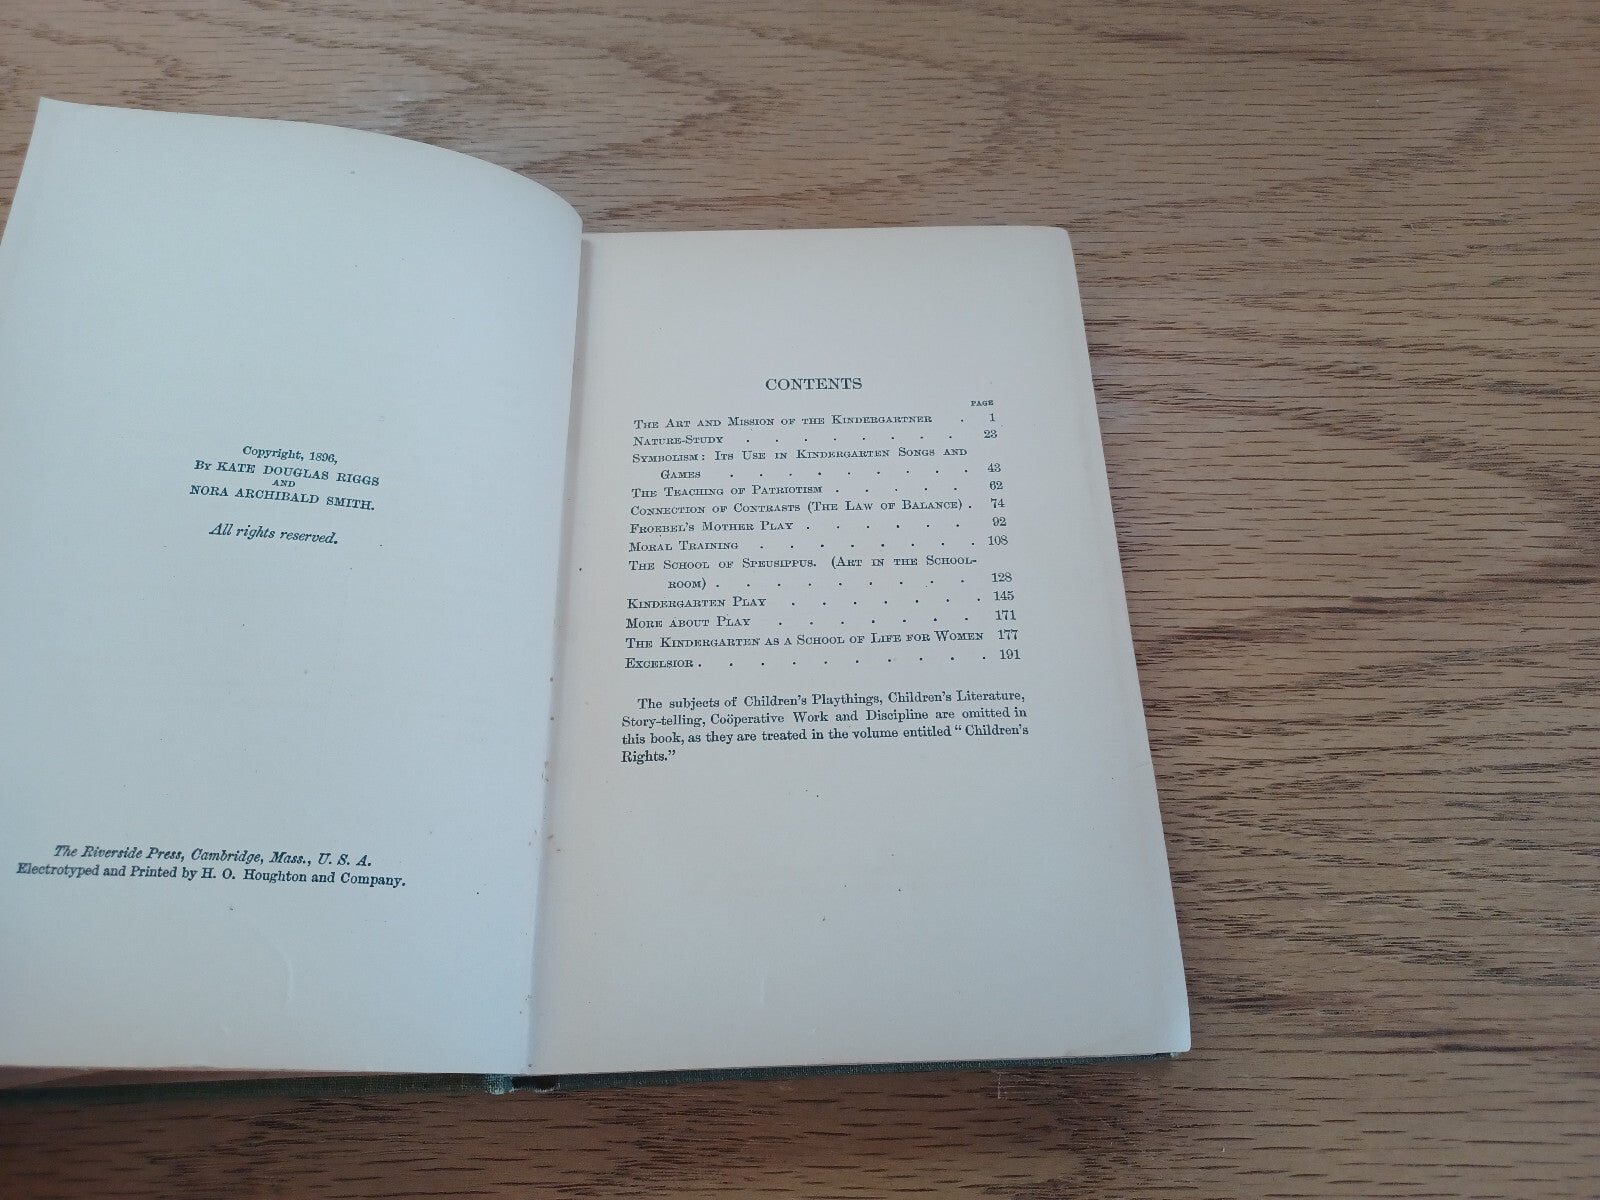 Copyright, 1896,
By KATE DOUGLAS RIGGS
AND
NORA ARCHIBALD SMITH.
All rights reserved.
The Riverside Press, Cambridge, Mass., U. S. A.
Electrotyped and Printed by H. O. Houghton and Company.
CONTENTS
PAGE
The Art and Mission of the Kindergartner . 1
Nature-Study . . . . . . . . 23
Symbolism: Its Use in Kindergarten Songs and
Games . . . . . . . . 43
The Teaching of Patriotism . . . . . 62
Connection of Contrasts (The Law of Balance) . 74
Froebel's Mother Play . . . . . . 92
Moral Training . . . . . . . . 108
The School of Speusippus. (Art in the School-
room) . . . . . . . . . 128
Kindergarten Play . . . . . . . 145
More about Play . . . . . . . 171
The Kindergarten as a School of Life for Women 177
Excelsior . . . . . . . . . . 191
The subjects of Children's Playthings, Children's Literature,
Story-telling, Coöperative Work and Discipline are omitted in
this book, as they are treated in the volume entitled "Children's
Rights."